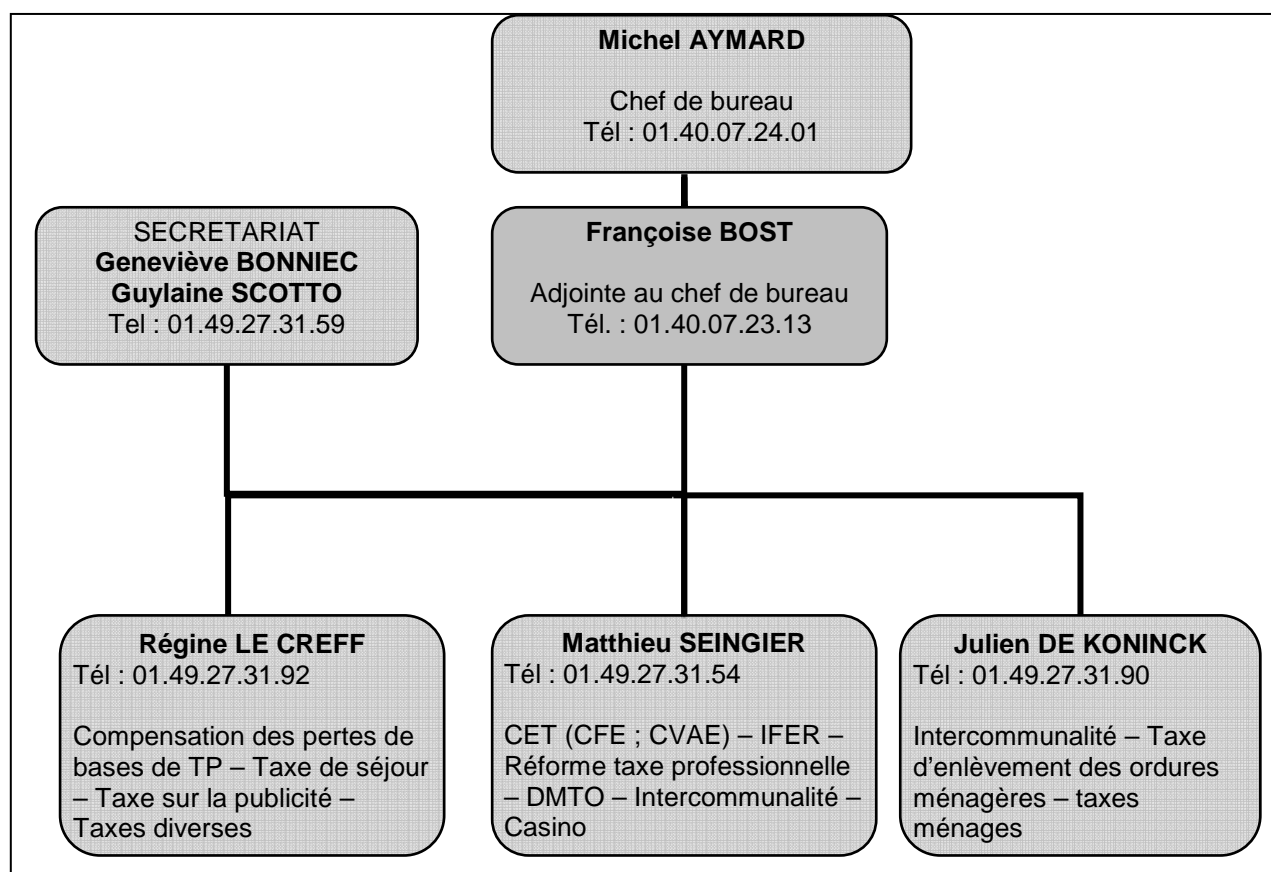 Michel AYMARD
Chef de bureau
Tél : 01.40.07.24.01
SECRETARIAT
Geneviève BONNIEC
Guylaine SCOTTO
Tel : 01.49.27.31.59
Françoise BOST
Adjointe au chef de bureau
Tél. : 01.40.07.23.13
Régine LE CREFF
Tél : 01.49.27.31.92
Compensation des pertes de
bases de TP – Taxe de séjour
– Taxe sur la publicité –
Taxes diverses
Matthieu SEINGIER
Tél : 01.49.27.31.54
CET (CFE ; CVAE) – IFER –
Réforme taxe professionnelle
– DMTO – Intercommunalité –
Casino
Julien DE KONINCK
Tél : 01.49.27.31.90
Intercommunalité – Taxe
d’enlèvement des ordures
ménagères – taxes
ménages